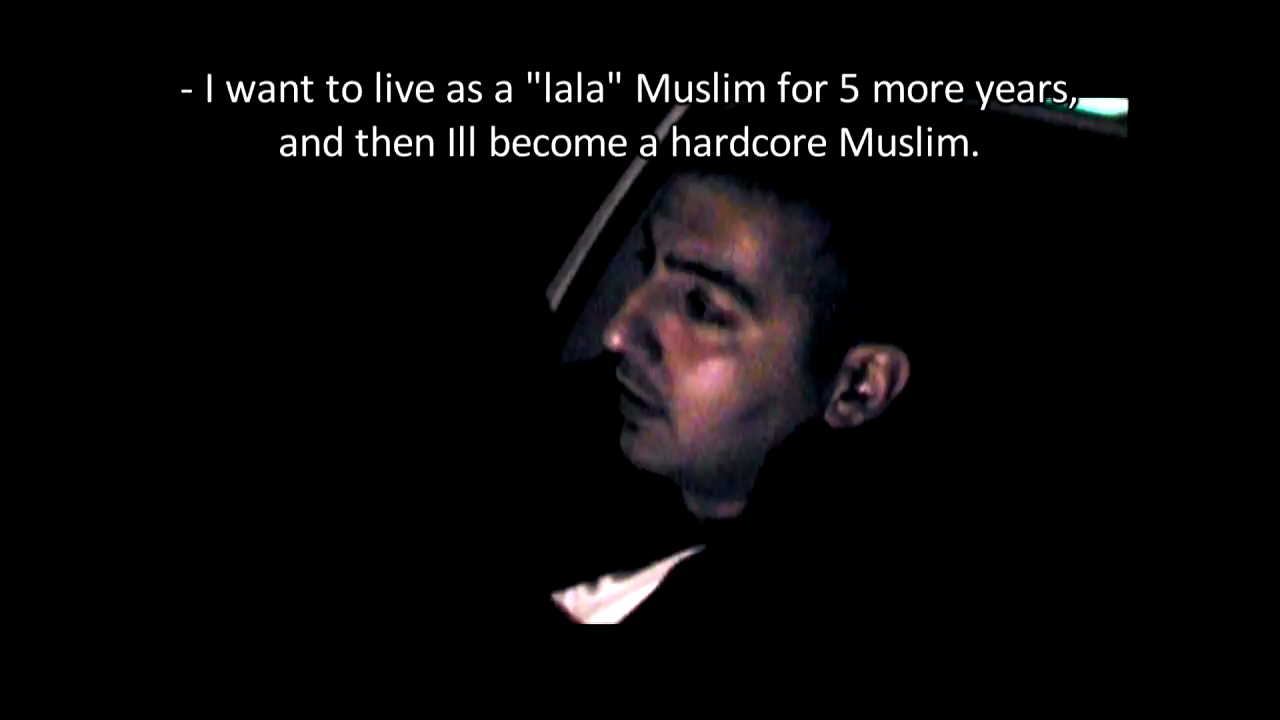 - I want to live as a "lala" Muslim for 5 more years,
and then Ill become a hardcore Muslim.